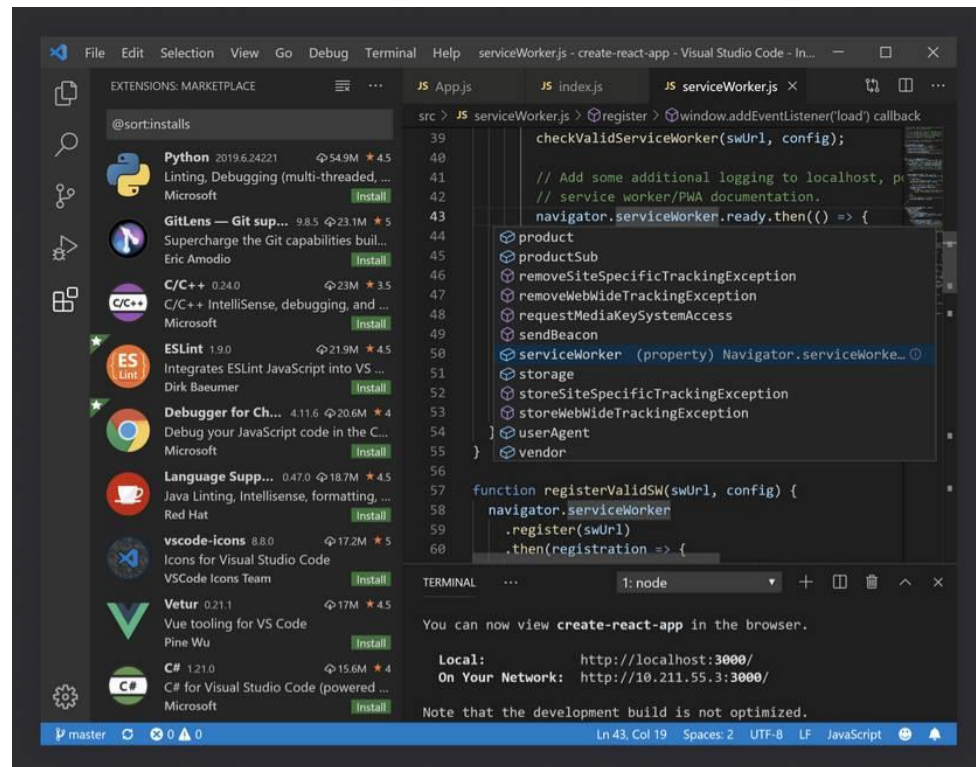 File Edit Selection View Go Debug Terminal Help serviceWorker.js - create-react-app - Visual Studio Code - In...
EXTENSIONS: MARKETPLACE
@sort:installs
Python 2019.6.24221 54.9M ★ 4.5
Linting, Debugging (multi-threaded, ...
Microsoft Install
GitLens — Git sup... 9.8.5 23.1M ★ 5
Supercharge the Git capabilities buil...
Eric Amodio Install
C/C++
C/C++ 0.24.0 23M ★ 3.5
C/C++ IntelliSense, debugging, and ...
Microsoft Install
ES
Lint
ESLint 1.9.0 21.9M ★ 4.5
Integrates ESLint JavaScript into VS ...
Dirk Baeumer Install
Debugger for Ch... 4.11.6 20.6M ★ 4
Debug your JavaScript code in the C...
Microsoft Install
Language Supp... 0.47.0 18.7M ★ 4.5
Java Linting, Intellisense, formatting, ...
Red Hat Install
vscode-icons 8.8.0 17.2M ★ 5
Icons for Visual Studio Code
VSCode Icons Team Install
Vetur 0.21.1 17M ★ 4.5
Vue tooling for VS Code
Pine Wu Install
C#
C# 1.21.0 15.6M ★ 4
C# for Visual Studio Code (powered ...
Microsoft Install
JS App.js JS index.js JS serviceWorker.js
src > JS serviceWorker.js > register > window.addEventListener('load') callback
39 checkValidServiceWorker(swUrl, config);
40
41 // Add some additional logging to localhost, p
42 // service worker/PWA documentation.
43 navigator.serviceWorker.ready.then(() => {
44 product
45 productSub
46 removeSiteSpecificTrackingException
47 removeWebWideTrackingException
48 requestMediaKeySystemAccess
49 sendBeacon
50 serviceWorker (property) Navigator.serviceWorke...
51 storage
52 storeSiteSpecificTrackingException
53 storeWebWideTrackingException
54 } userAgent
55 } vendor
56
57 function registerValidSW(swUrl, config) {
58 navigator.serviceWorker
59 .register(swUrl)
60 .then(registration => {
TERMINAL ... 1: node
You can now view create-react-app in the browser.
Local: http://localhost:3000/
On Your Network: http://10.211.55.3:3000/
Note that the development build is not optimized.
master 0 0 Ln 43, Col 19 Spaces: 2 UTF-8 LF JavaScript